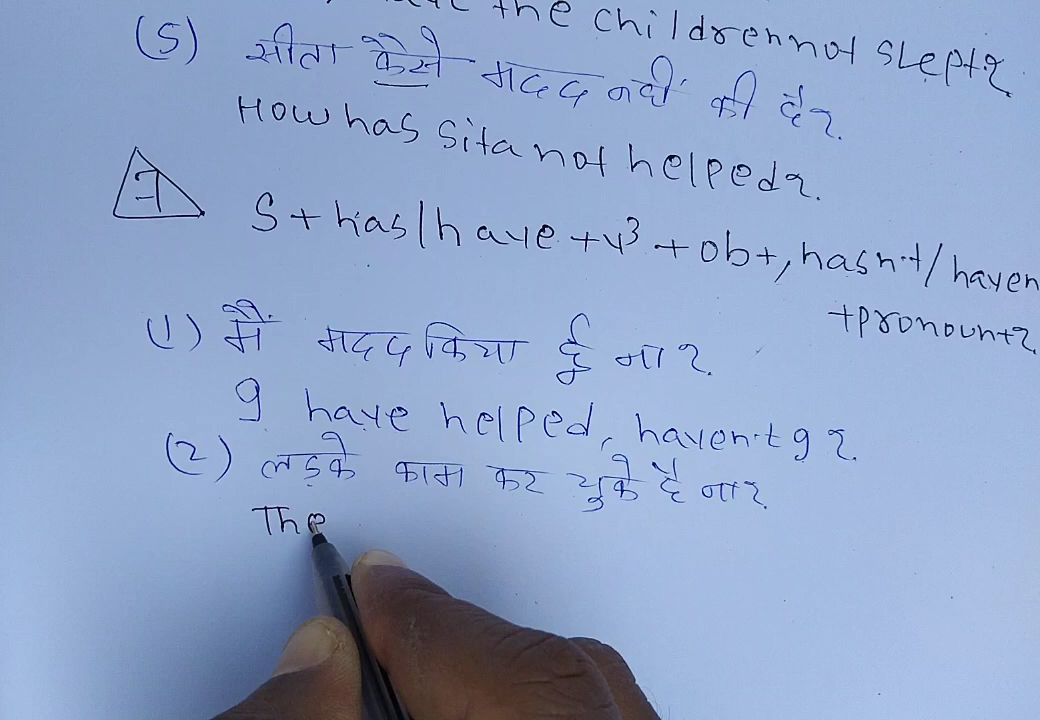 the children not slept?
(5) सीता कैसे मदद नहीं की है?
How has sita not helped?
F
S + has/have + v³ + ob+, hasn't/haven
+pronoun+?
(1) मैं मदद किया हूँ ना?
I have helped, haven't I?
(2) लड़के काम कर चुके है ना?
The